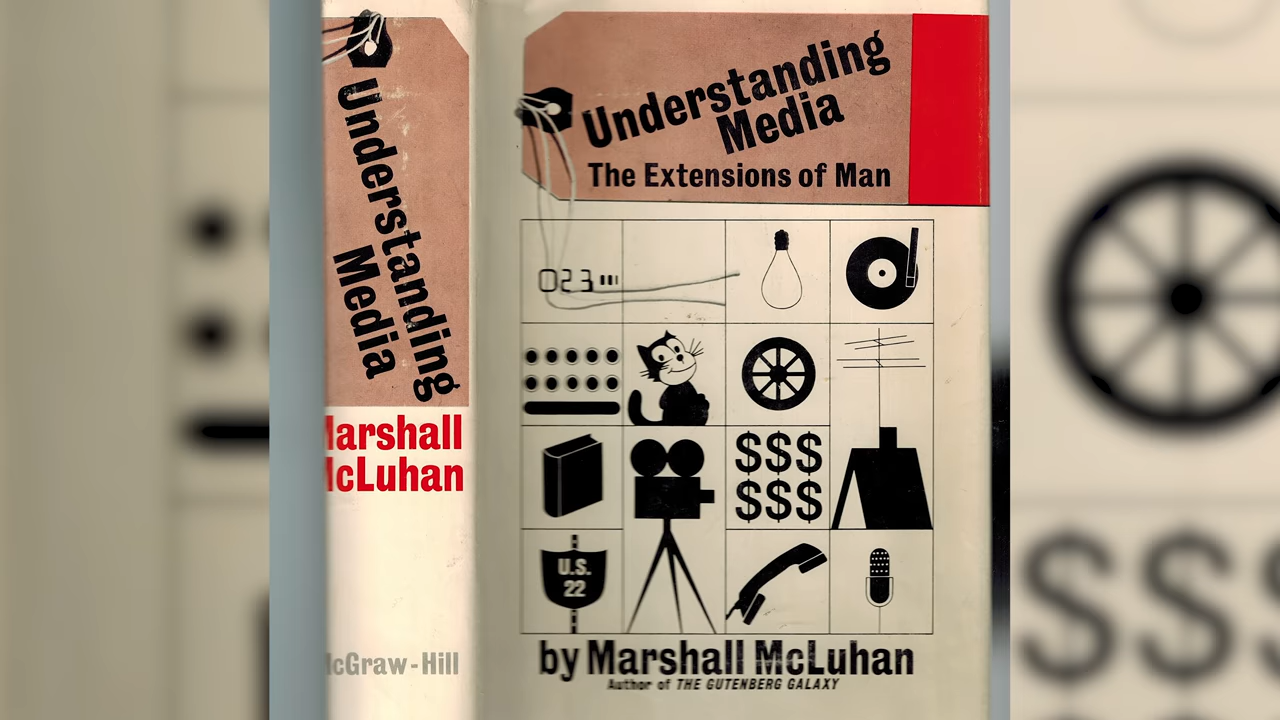 Understanding
Media
Marshall
McLuhan
McGraw-Hill
Understanding
Media
The Extensions of Man
023
$$$
$$$
U.S.
22
by Marshall McLuhan
Author of THE GUTENBERG GALAXY
$$$